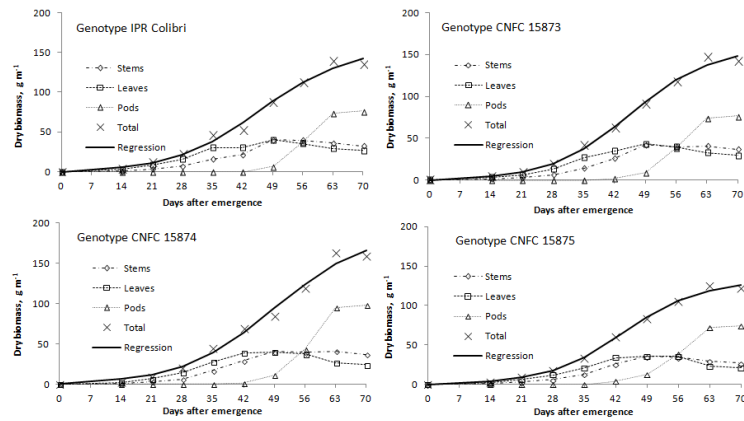 Genotype IPR Colibri
Dry biomass, g m⁻¹
200
150
100
50
0
Stems
Leaves
Pods
Total
Regression
0 7 14 21 28 35 42 49 56 63 70
Days after emergence
Genotype CNFC 15873
Dry biomass, g m⁻¹
200
150
100
50
0
Stems
Leaves
Pods
Total
Regression
0 7 14 21 28 35 42 49 56 63 70
Days after emergence
Genotype CNFC 15874
Dry biomass, g m⁻¹
200
150
100
50
0
Stems
Leaves
Pods
Total
Regression
0 7 14 21 28 35 42 49 56 63 70
Days after emergence
Genotype CNFC 15875
Dry biomass, g m⁻¹
200
150
100
50
0
Stems
Leaves
Pods
Total
Regression
0 7 14 21 28 35 42 49 56 63 70
Days after emergence